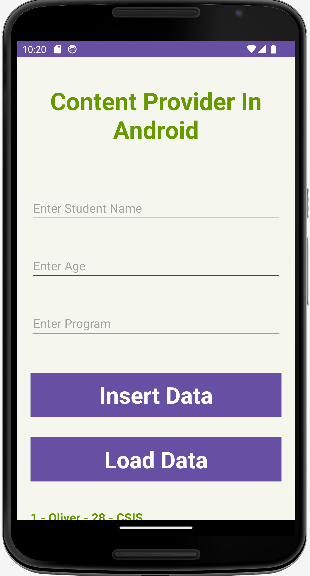 10:20
Content Provider In
Android
Enter Student Name
Enter Age
Enter Program
Insert Data
Load Data
1 - Oliver - 28 - CSIS